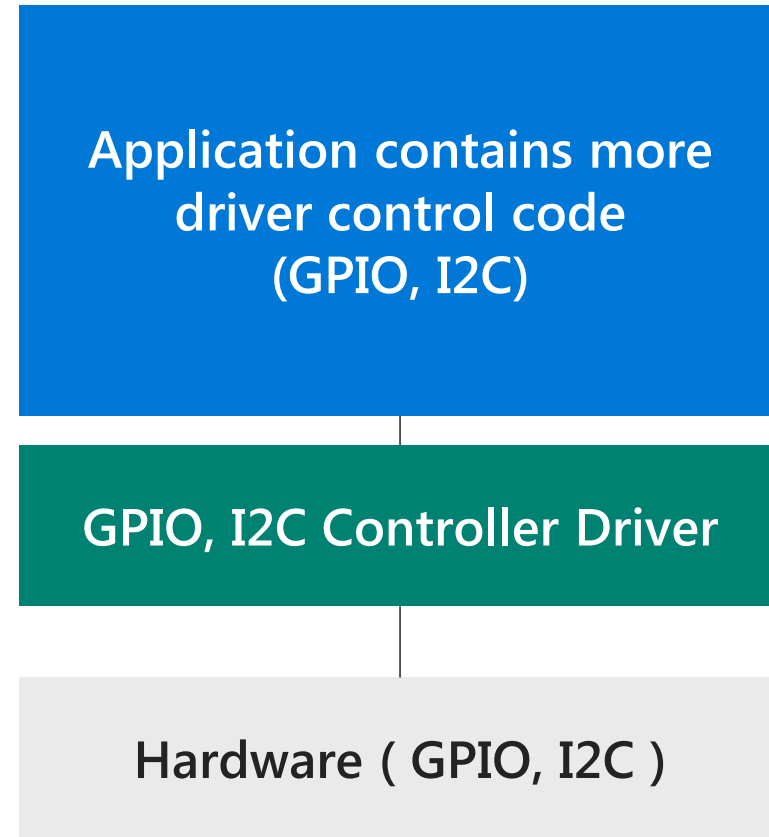 Application contains more
driver control code
(GPIO, I2C)
GPIO, I2C Controller Driver
Hardware ( GPIO, I2C )